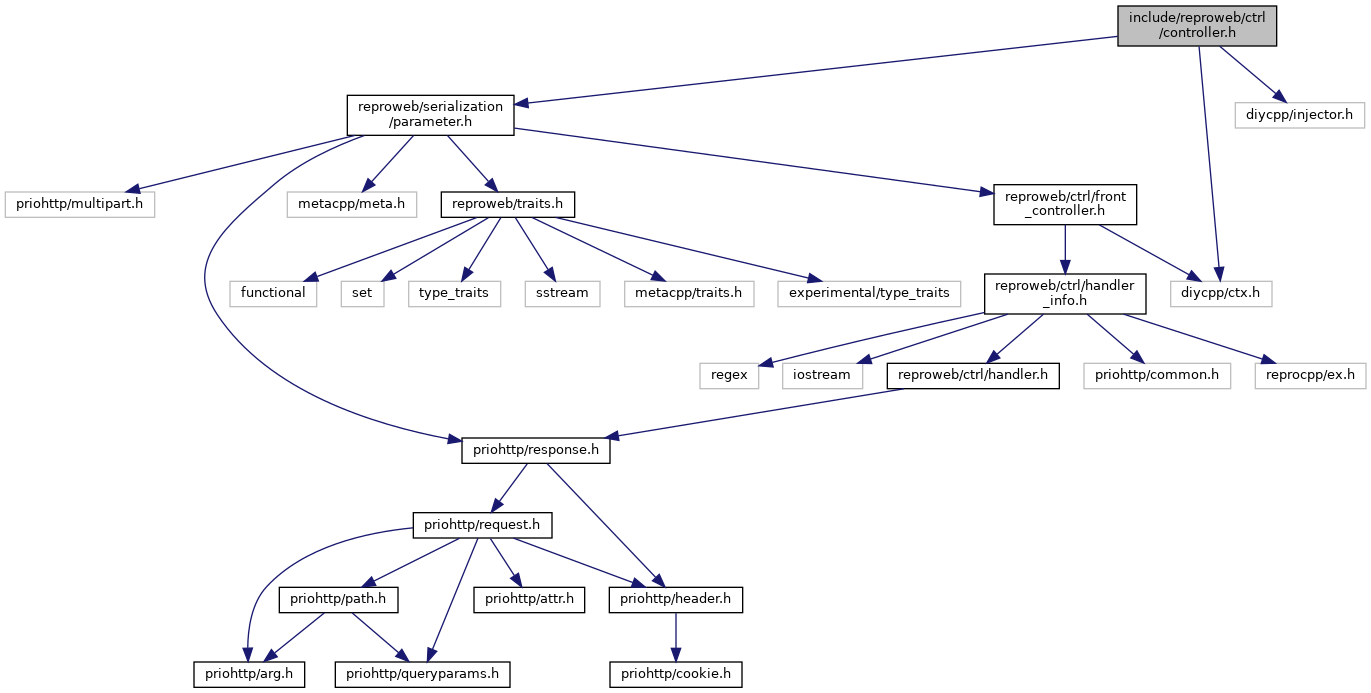 include/reproweb/ctrl
/controller.h
reproweb/serialization
/parameter.h
diycpp/injector.h
priohttp/multipart.h
metacpp/meta.h
reproweb/traits.h
reproweb/ctrl/front
_controller.h
functional
set
type_traits
sstream
metacpp/traits.h
experimental/type_traits
reproweb/ctrl/handler
_info.h
diycpp/ctx.h
regex
iostream
reproweb/ctrl/handler.h
priohttp/common.h
reprocpp/ex.h
priohttp/response.h
priohttp/request.h
priohttp/path.h
priohttp/attr.h
priohttp/header.h
priohttp/arg.h
priohttp/queryparams.h
priohttp/cookie.h